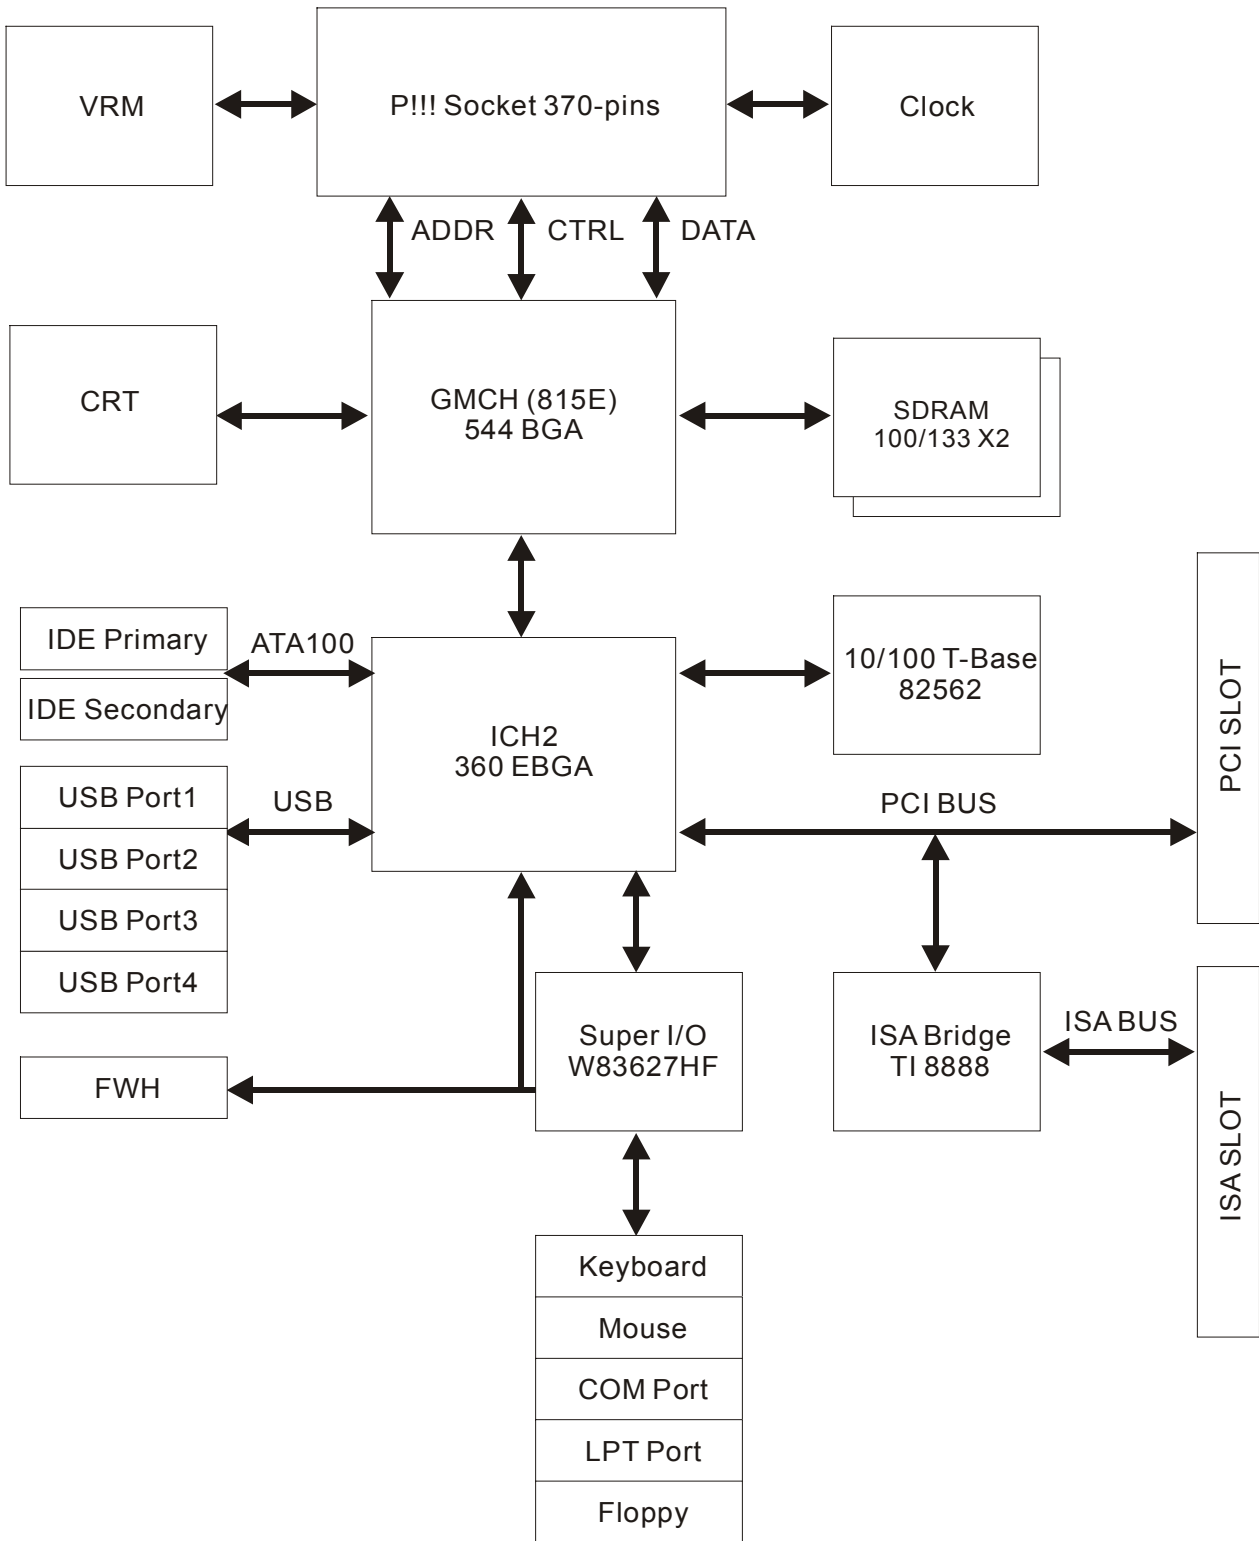 VRM
P!!! Socket 370-pins
Clock
ADDR
CTRL
DATA
CRT
GMCH (815E)
544 BGA
SDRAM
100/133 X2
IDE Primary
ATA100
IDE Secondary
ICH2
360 EBGA
10/100 T-Base
82562
PCI SLOT
USB Port1
USB
USB Port2
USB Port3
USB Port4
PCI BUS
FWH
Super I/O
W83627HF
ISA Bridge
TI 8888
ISA BUS
ISA SLOT
Keyboard
Mouse
COM Port
LPT Port
Floppy